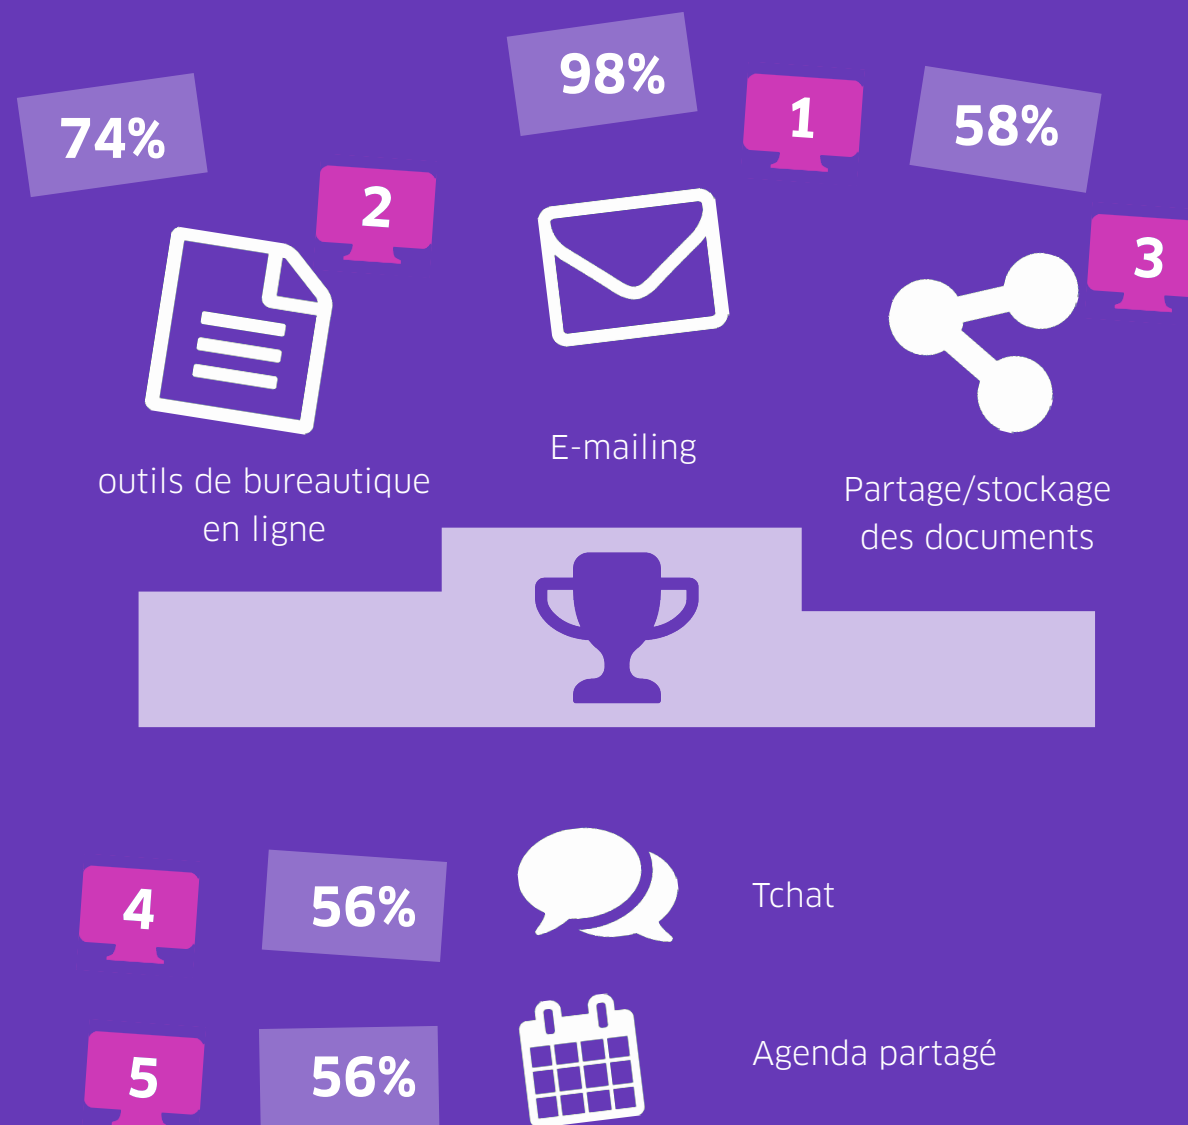 98%
1
58%
74%
2
3
E-mailing
outils de bureautique
en ligne
Partage/stockage
des documents
4
56%
Tchat
5
56%
Agenda partagé